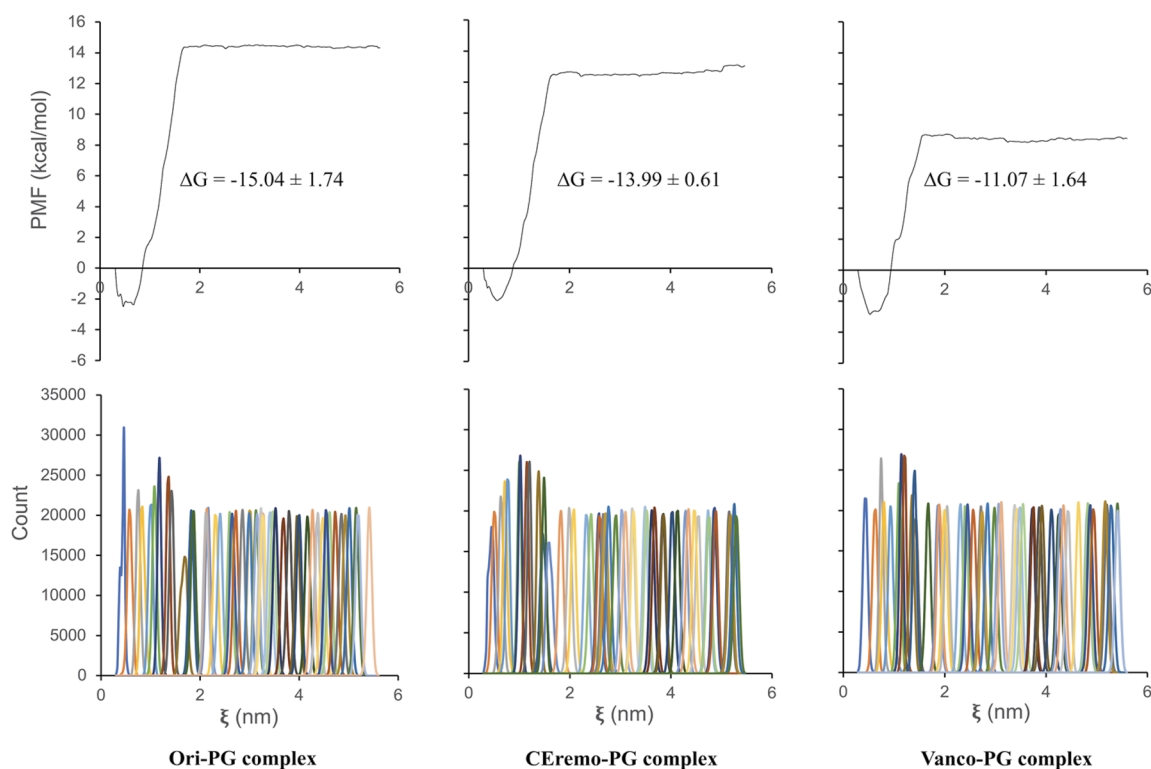 16
14
12
10
8
6
4
2
0
-2
-4
-6
PMF (kcal/mol)
ΔG = -15.04 ± 1.74
0 2 4 6
ΔG = -13.99 ± 0.61
0 2 4 6
ΔG = -11.07 ± 1.64
0 2 4 6
35000
30000
25000
20000
15000
10000
5000
0
Count
0 2 4 6
ξ (nm)
0 2 4 6
ξ (nm)
0 2 4 6
ξ (nm)
Ori-PG complex
CEremo-PG complex
Vanco-PG complex